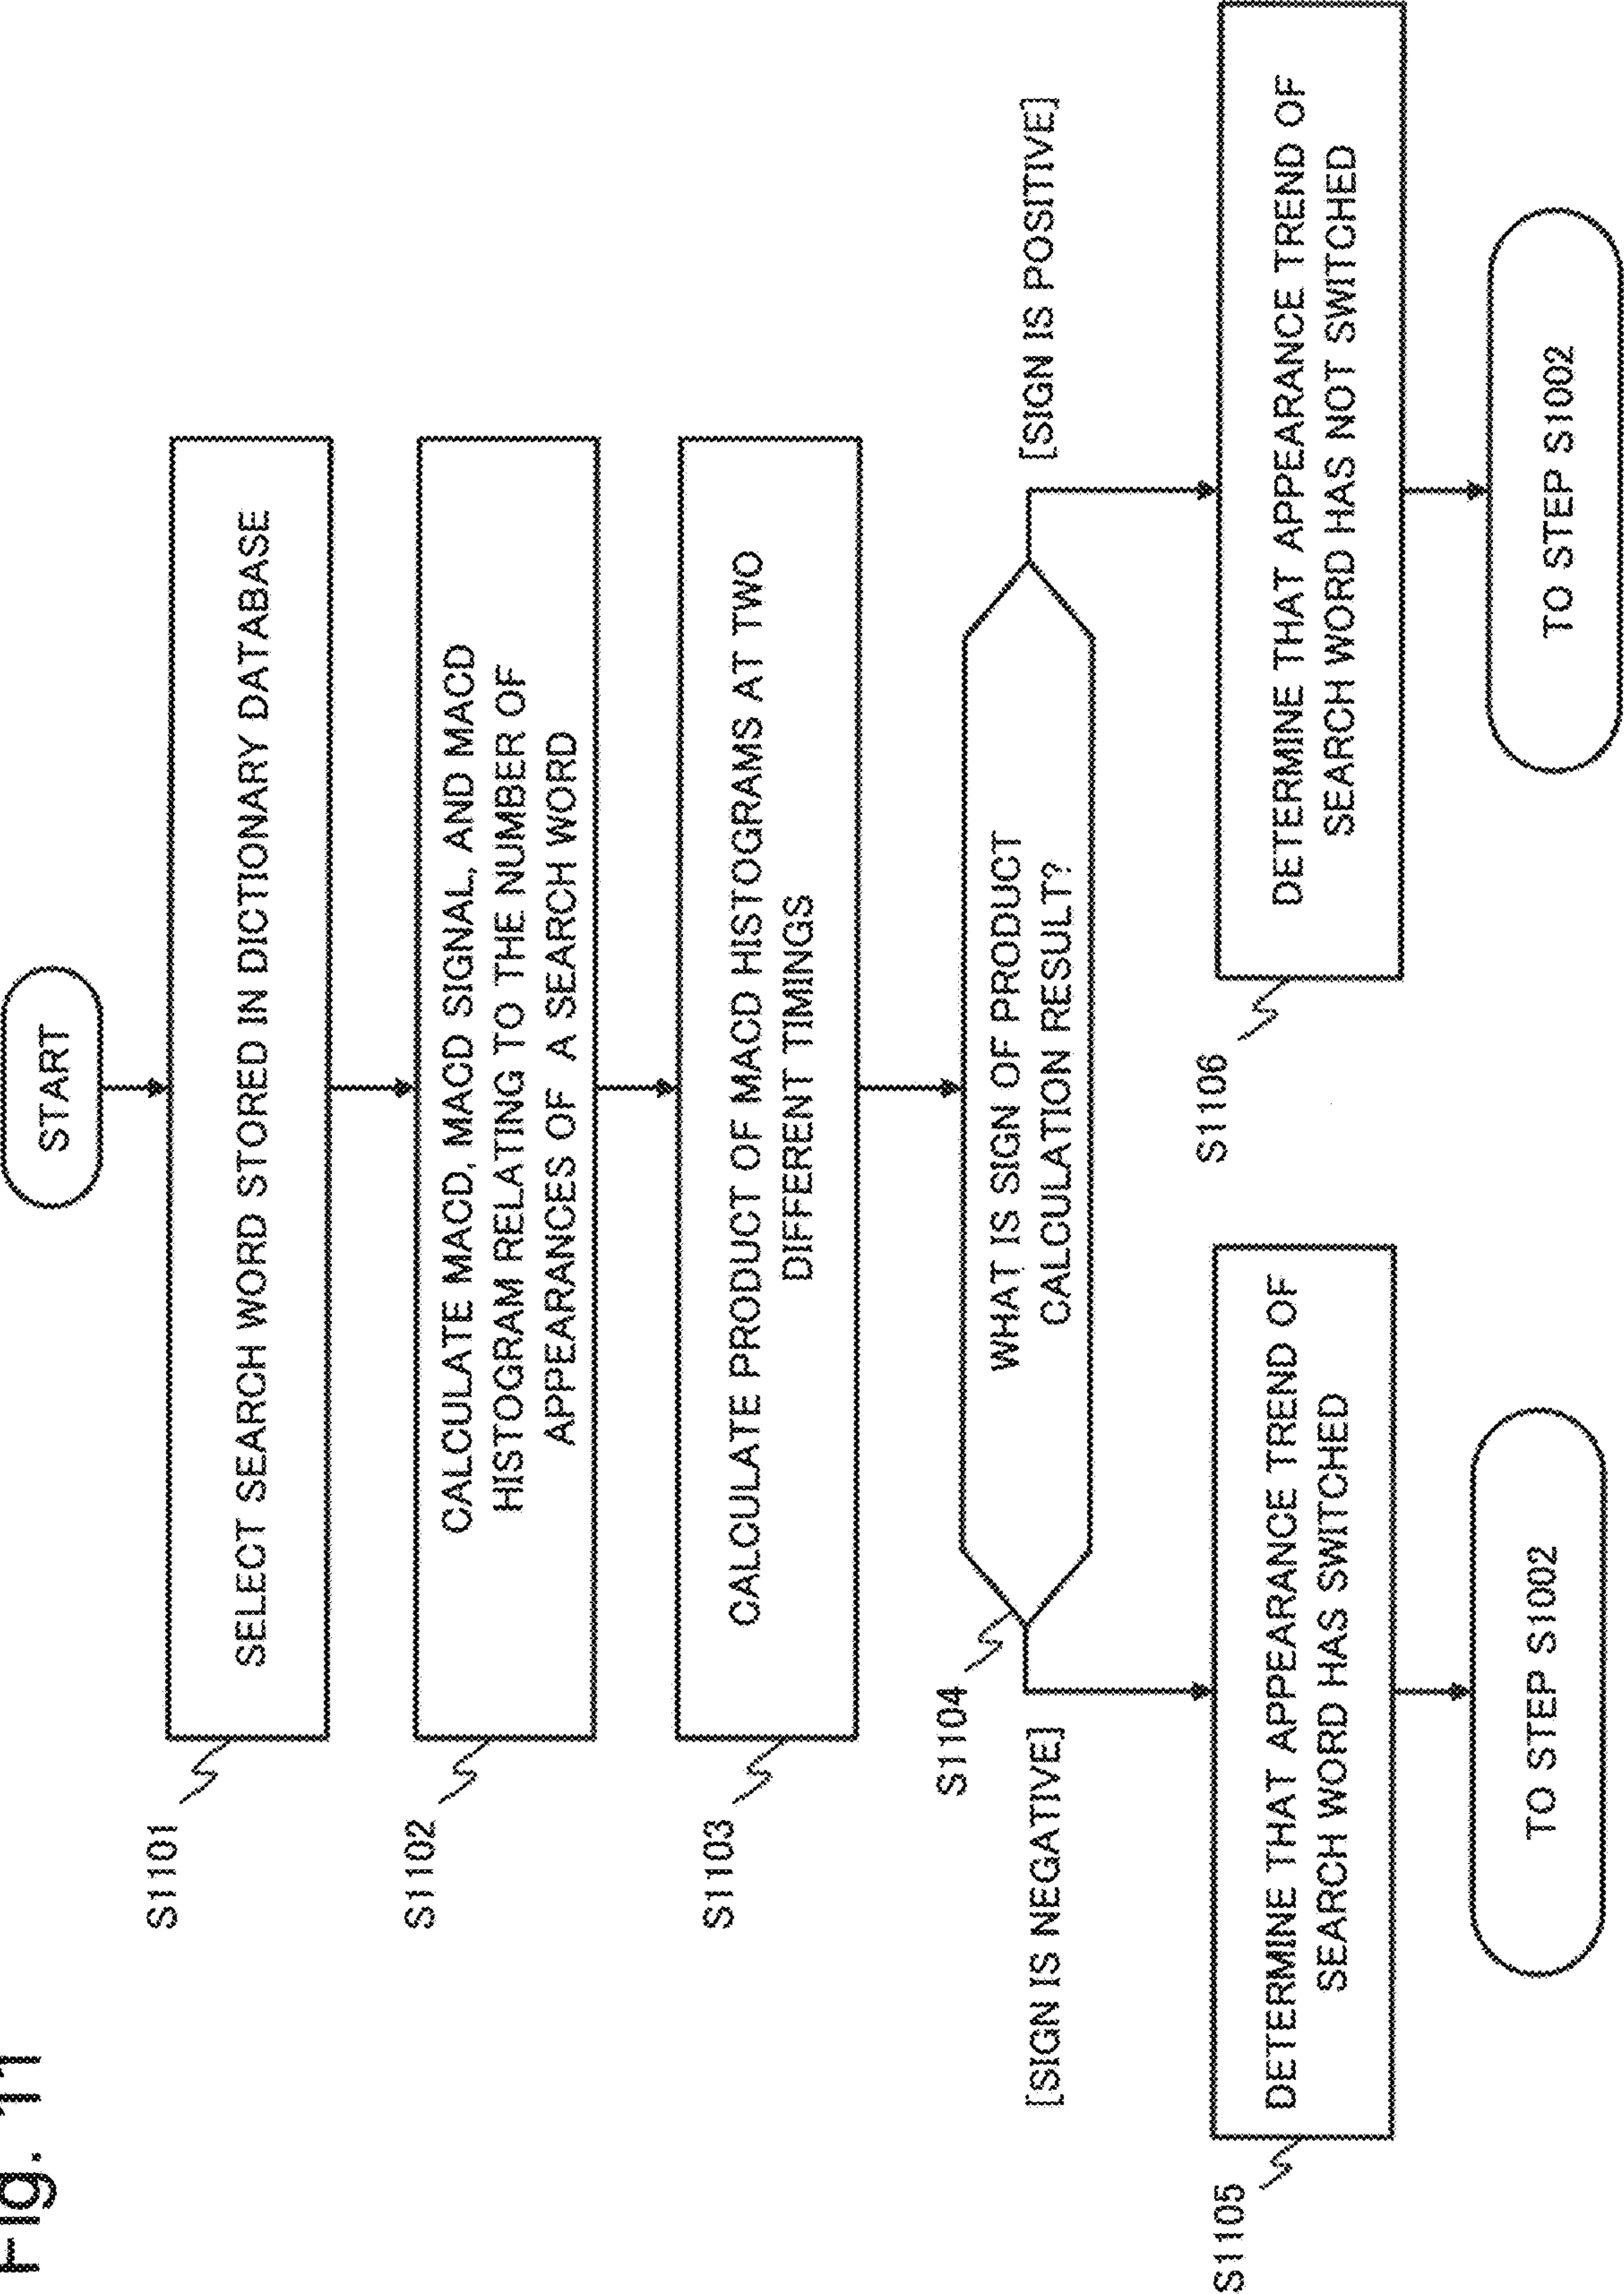 Fig. 11
START
S1101
SELECT SEARCH WORD STORED IN DICTIONARY DATABASE
S1102
CALCULATE MACD, MACD SIGNAL, AND MACD
HISTOGRAM RELATING TO THE NUMBER OF
APPEARANCES OF A SEARCH WORD
S1103
CALCULATE PRODUCT OF MACD HISTOGRAMS AT TWO
DIFFERENT TIMINGS
S1104
WHAT IS SIGN OF PRODUCT
CALCULATION RESULT?
[SIGN IS NEGATIVE]
[SIGN IS POSITIVE]
S1105
DETERMINE THAT APPEARANCE TREND OF
SEARCH WORD HAS SWITCHED
S1106
DETERMINE THAT APPEARANCE TREND OF
SEARCH WORD HAS NOT SWITCHED
TO STEP S1002
TO STEP S1002